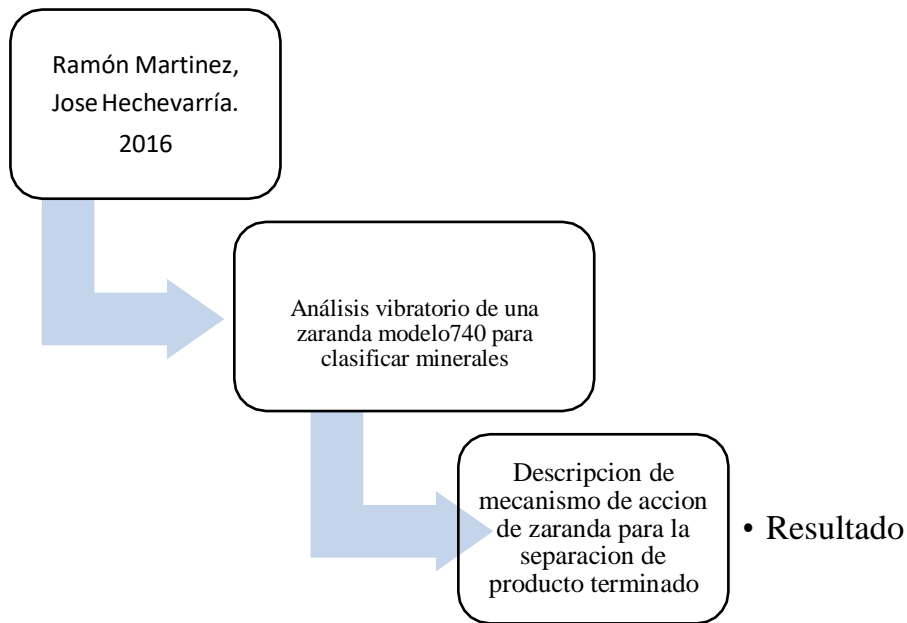 Ramón Martinez,
Jose Hechevarría.
2016
Análisis vibratorio de una
zaranda modelo740 para
clasificar minerales
Descripcion de
mecanismo de accion
de zaranda para la
separacion de
producto terminado
• Resultado